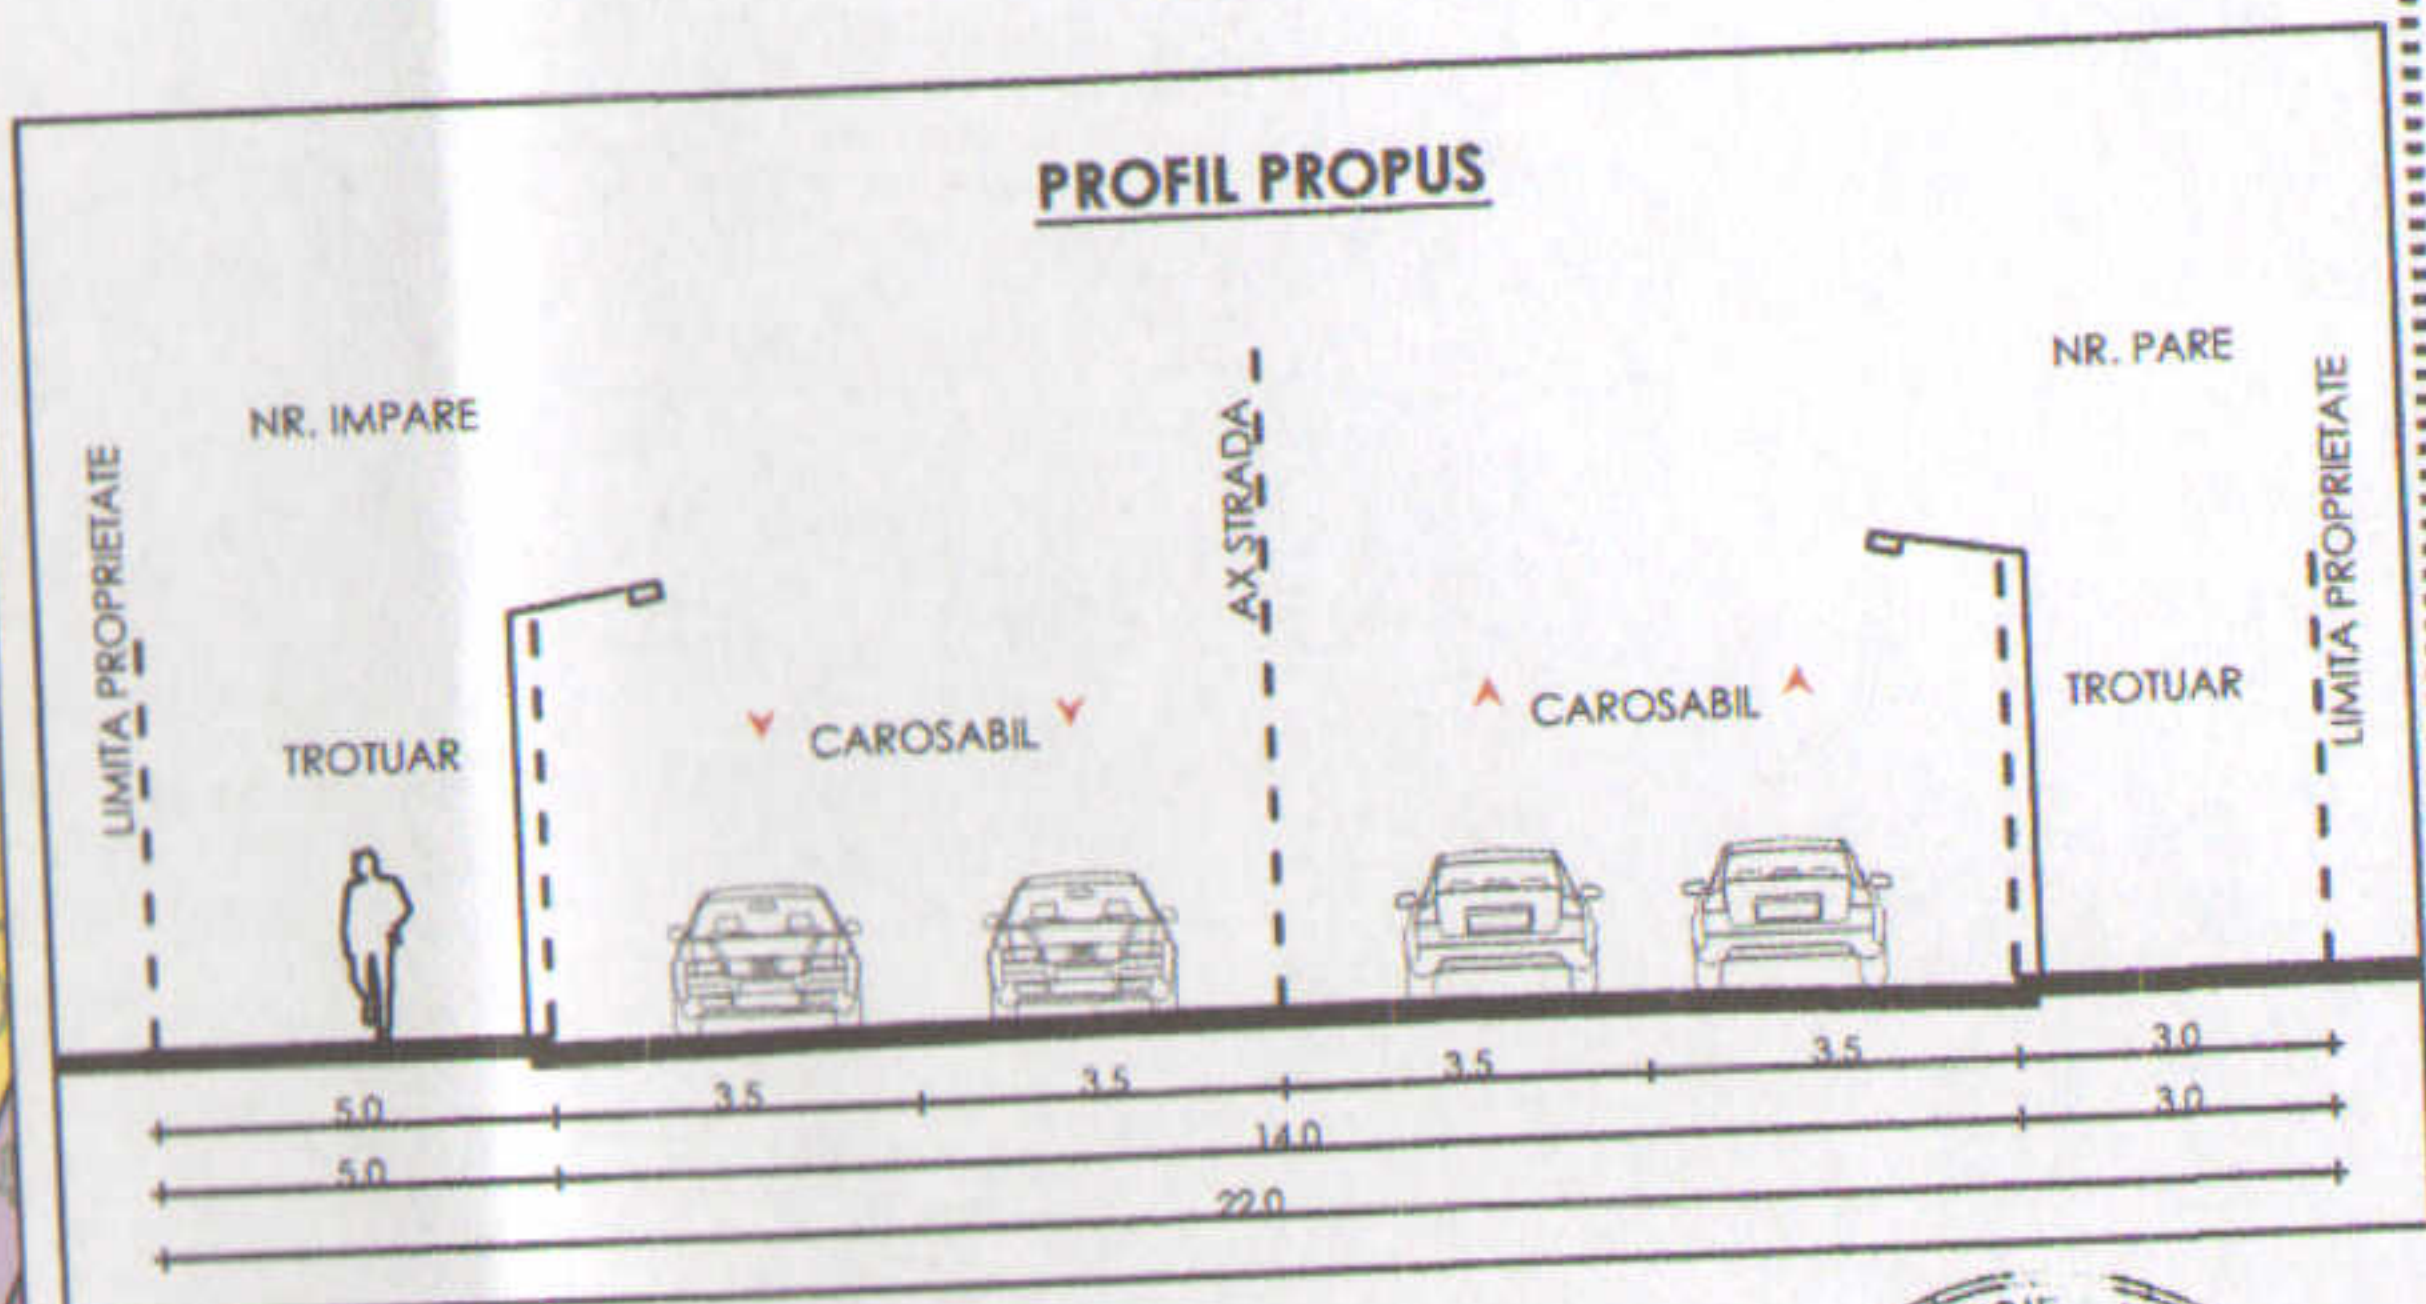 PROFIL PROPUS
NR. IMPARE
NR. PARE
LIMITA PROPRIETATE
AX STRADA
LIMITA PROPRIETATE
TROTUAR
CAROSABIL
CAROSABIL
TROTUAR
5.0 3.5 3.5 3.5 3.5 3.0
5.0 14.0 3.0
22.0